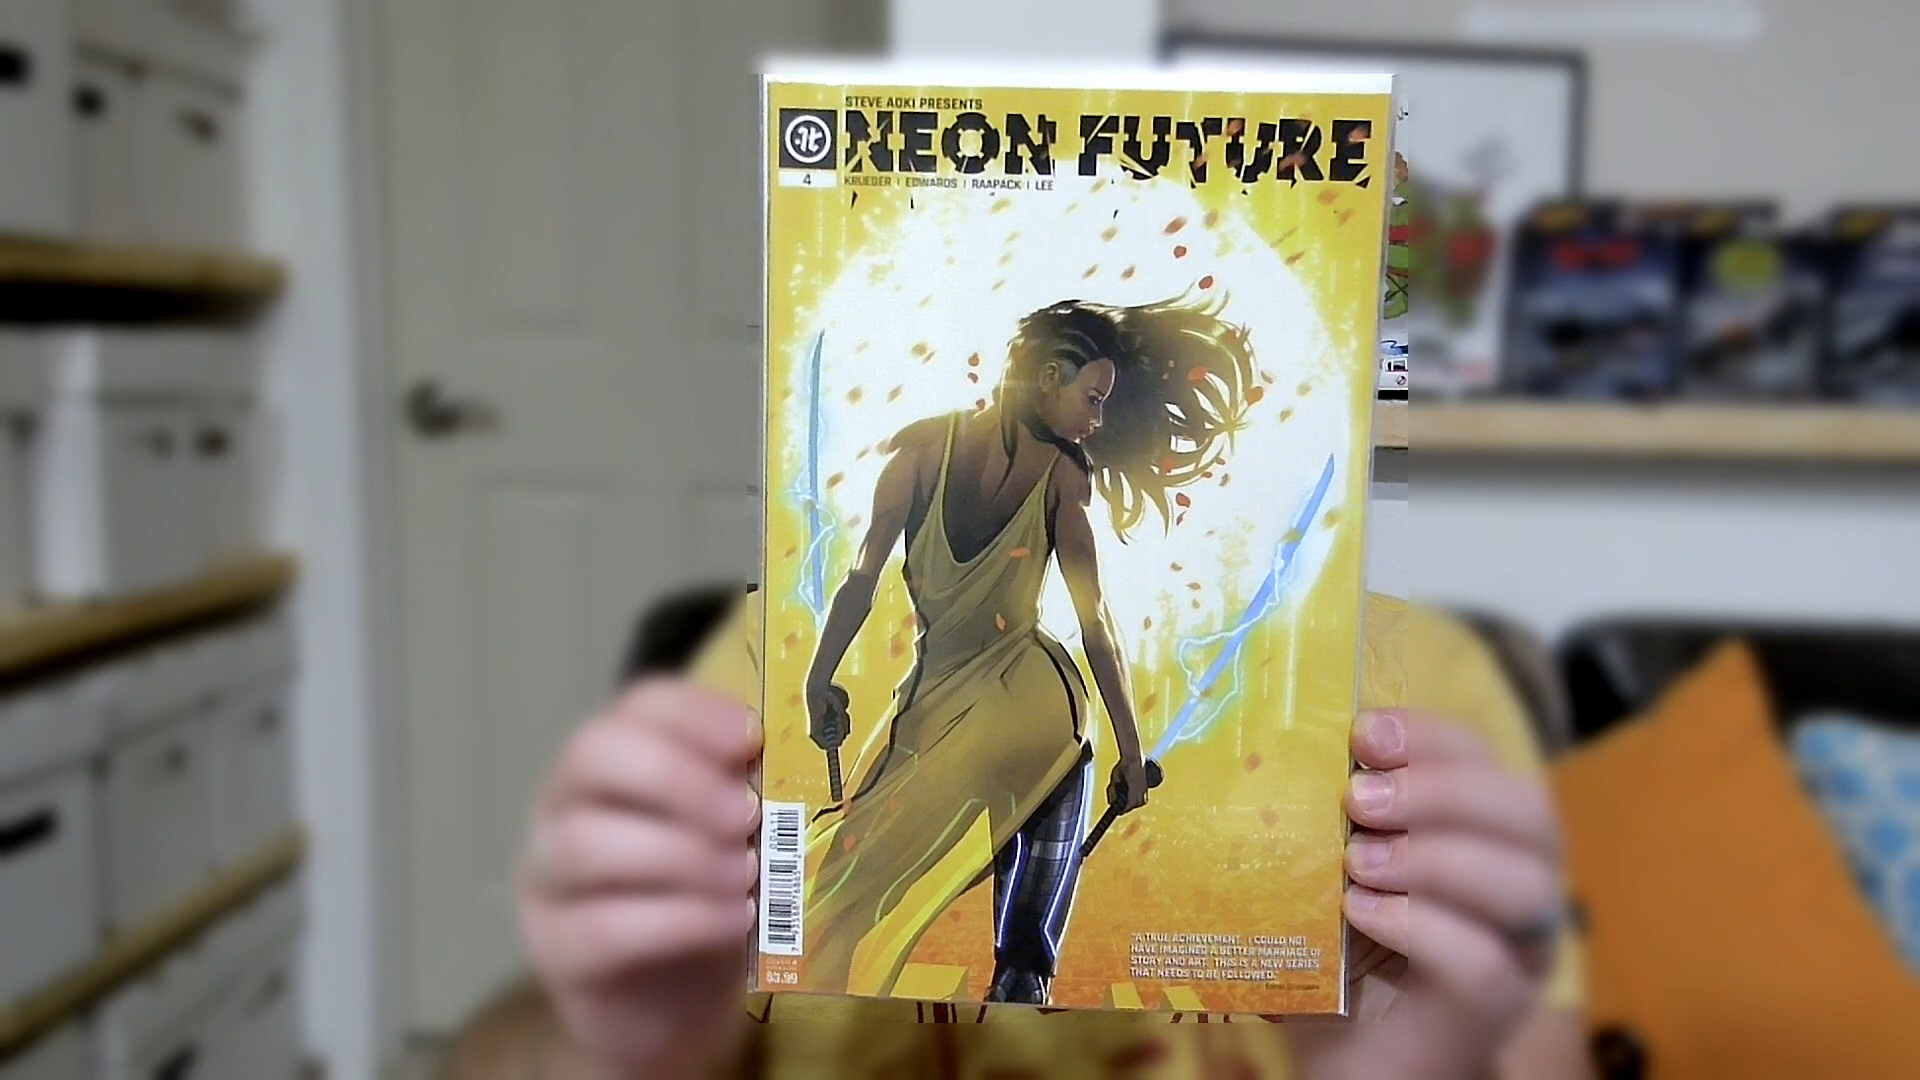 STEVE AOKI PRESENTS
NEON FUTURE
4
KRUEGER | EDWARDS | RAAPACK | LEE
"A TRUE ACHIEVEMENT. I COULD NOT
HAVE IMAGINED A BETTER MARRIAGE OF
STORY AND ART. THIS IS A NEW SERIES
THAT NEEDS TO BE FOLLOWED."
00411
$3.99